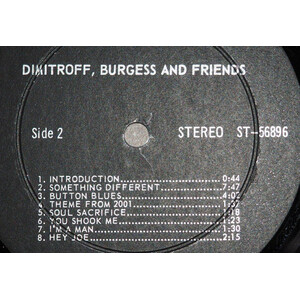 DIMITROFF, BURGESS AND FRIENDS
Side 2 STEREO ST-56896
1. INTRODUCTION 0:44
2. SOMETHING DIFFERENT 7:47
3. BUTTON BLUES 4:02
4. THEME FROM 2001
5. SOUL SACRIFICE
6. YOU SHOOK ME 1:23
7. I'M A MAN 1:30
8. HEY JOE 2:15